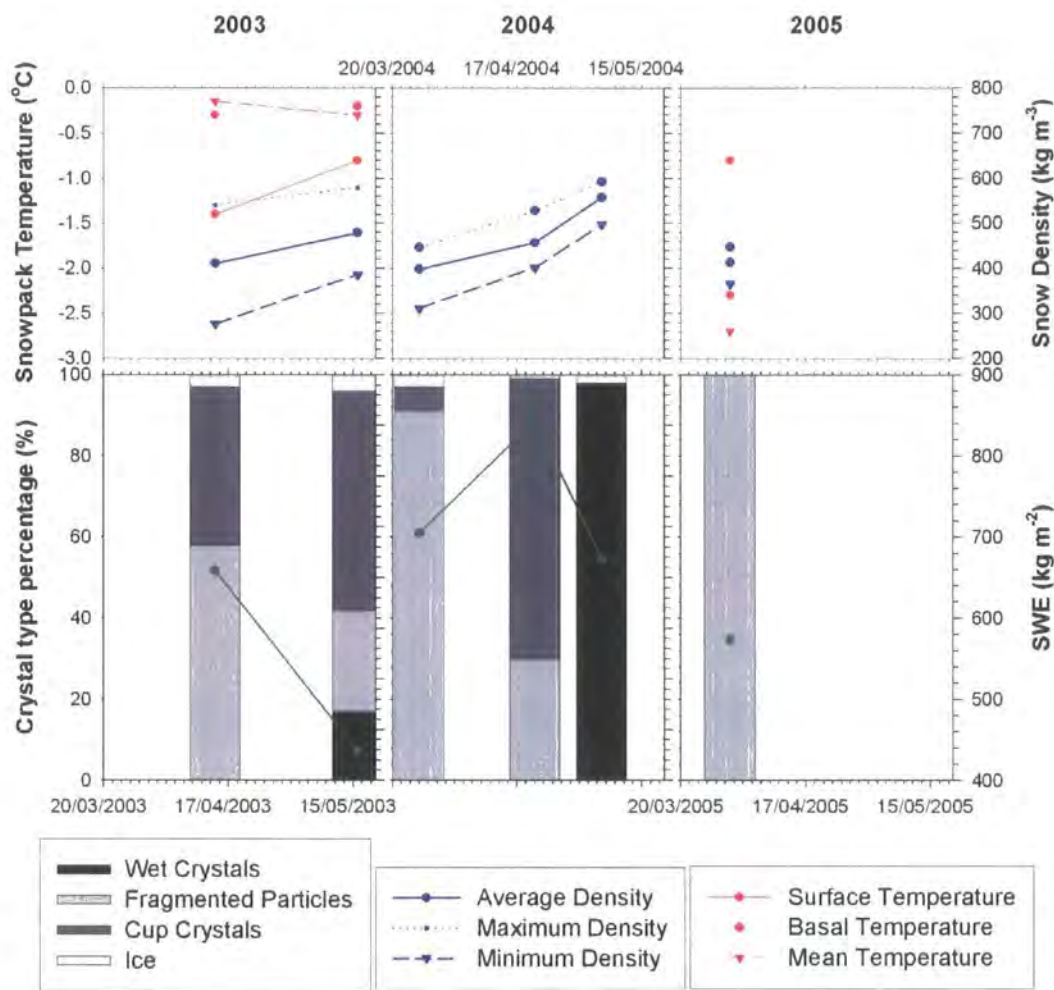 2003 2004 2005
20/03/2004 17/04/2004 15/05/2004
Snowpack Temperature (°C)
0.0
-0.5
-1.0
-1.5
-2.0
-2.5
-3.0
800
700
600
500
400
300
200
Snow Density (kg m-3)
Crystal type percentage (%)
100
80
60
40
20
0
900
800
700
600
500
400
SWE (kg m-2)
20/03/2003 17/04/2003 15/05/2003 20/03/2005 17/04/2005 15/05/2005
Wet Crystals
Fragmented Particles
Cup Crystals
Ice
Average Density
Maximum Density
Minimum Density
Surface Temperature
Basal Temperature
Mean Temperature